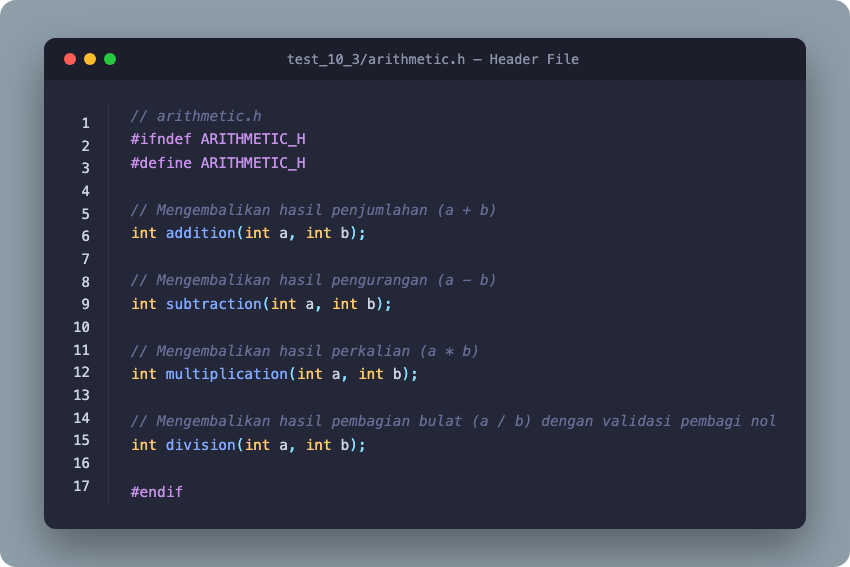 test_10_3/arithmetic.h — Header File
1 // arithmetic.h
2 #ifndef ARITHMETIC_H
3 #define ARITHMETIC_H
4
5 // Mengembalikan hasil penjumlahan (a + b)
6 int addition(int a, int b);
7
8 // Mengembalikan hasil pengurangan (a - b)
9 int subtraction(int a, int b);
10
11 // Mengembalikan hasil perkalian (a * b)
12 int multiplication(int a, int b);
13
14 // Mengembalikan hasil pembagian bulat (a / b) dengan validasi pembagi nol
15 int division(int a, int b);
16
17 #endif